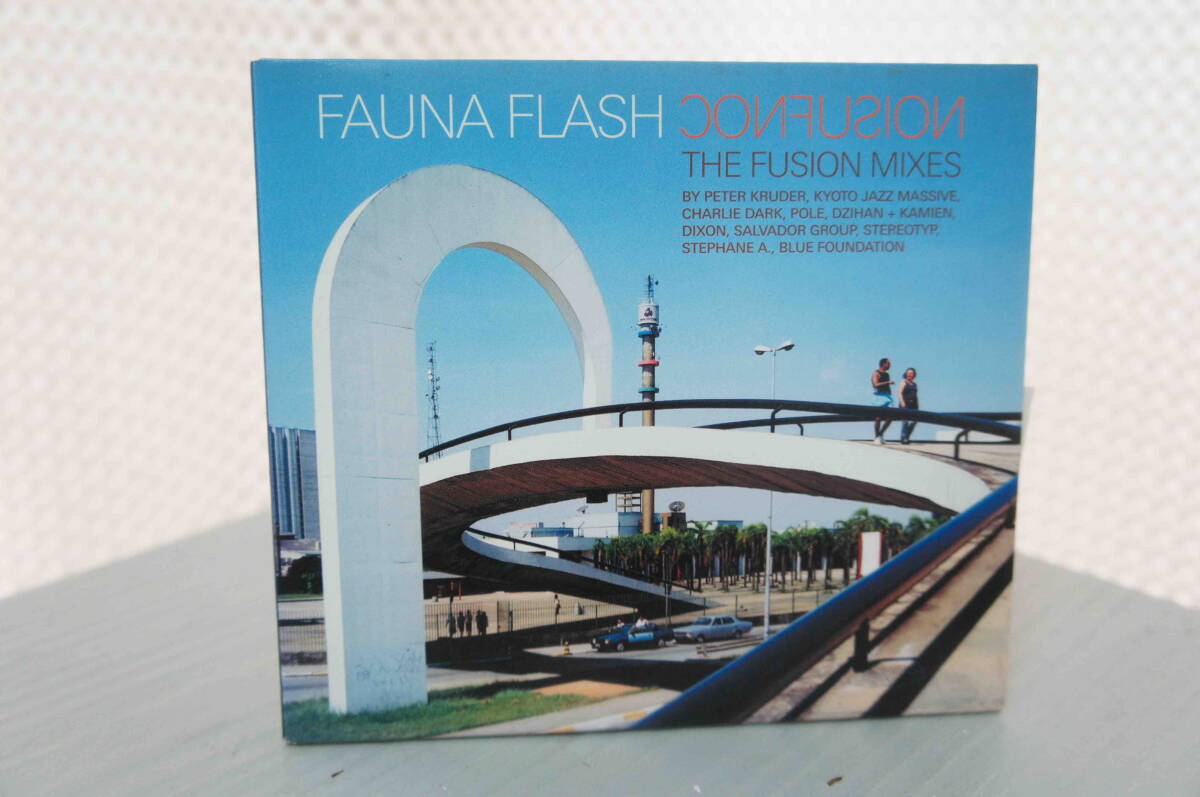 FAUNA FLASH CONFUSION
THE FUSION MIXES
BY PETER KRUDER, KYOTO JAZZ MASSIVE,
CHARLIE DARK, POLE, DZIHAN + KAMIEN,
DIXON, SALVADOR GROUP, STEREOTYP,
STEPHANE A., BLUE FOUNDATION